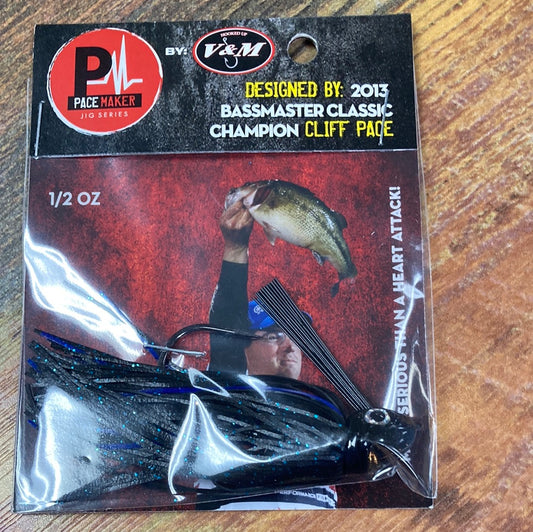 P
PACE MAKER
JIG SERIES
BY:
HOOKED UP
V&M
DESIGNED BY: 2013
BASSMASTER CLASSIC
CHAMPION CLIFF PACE
1/2 OZ
SERIOUS THAN A HEART ATTACK!